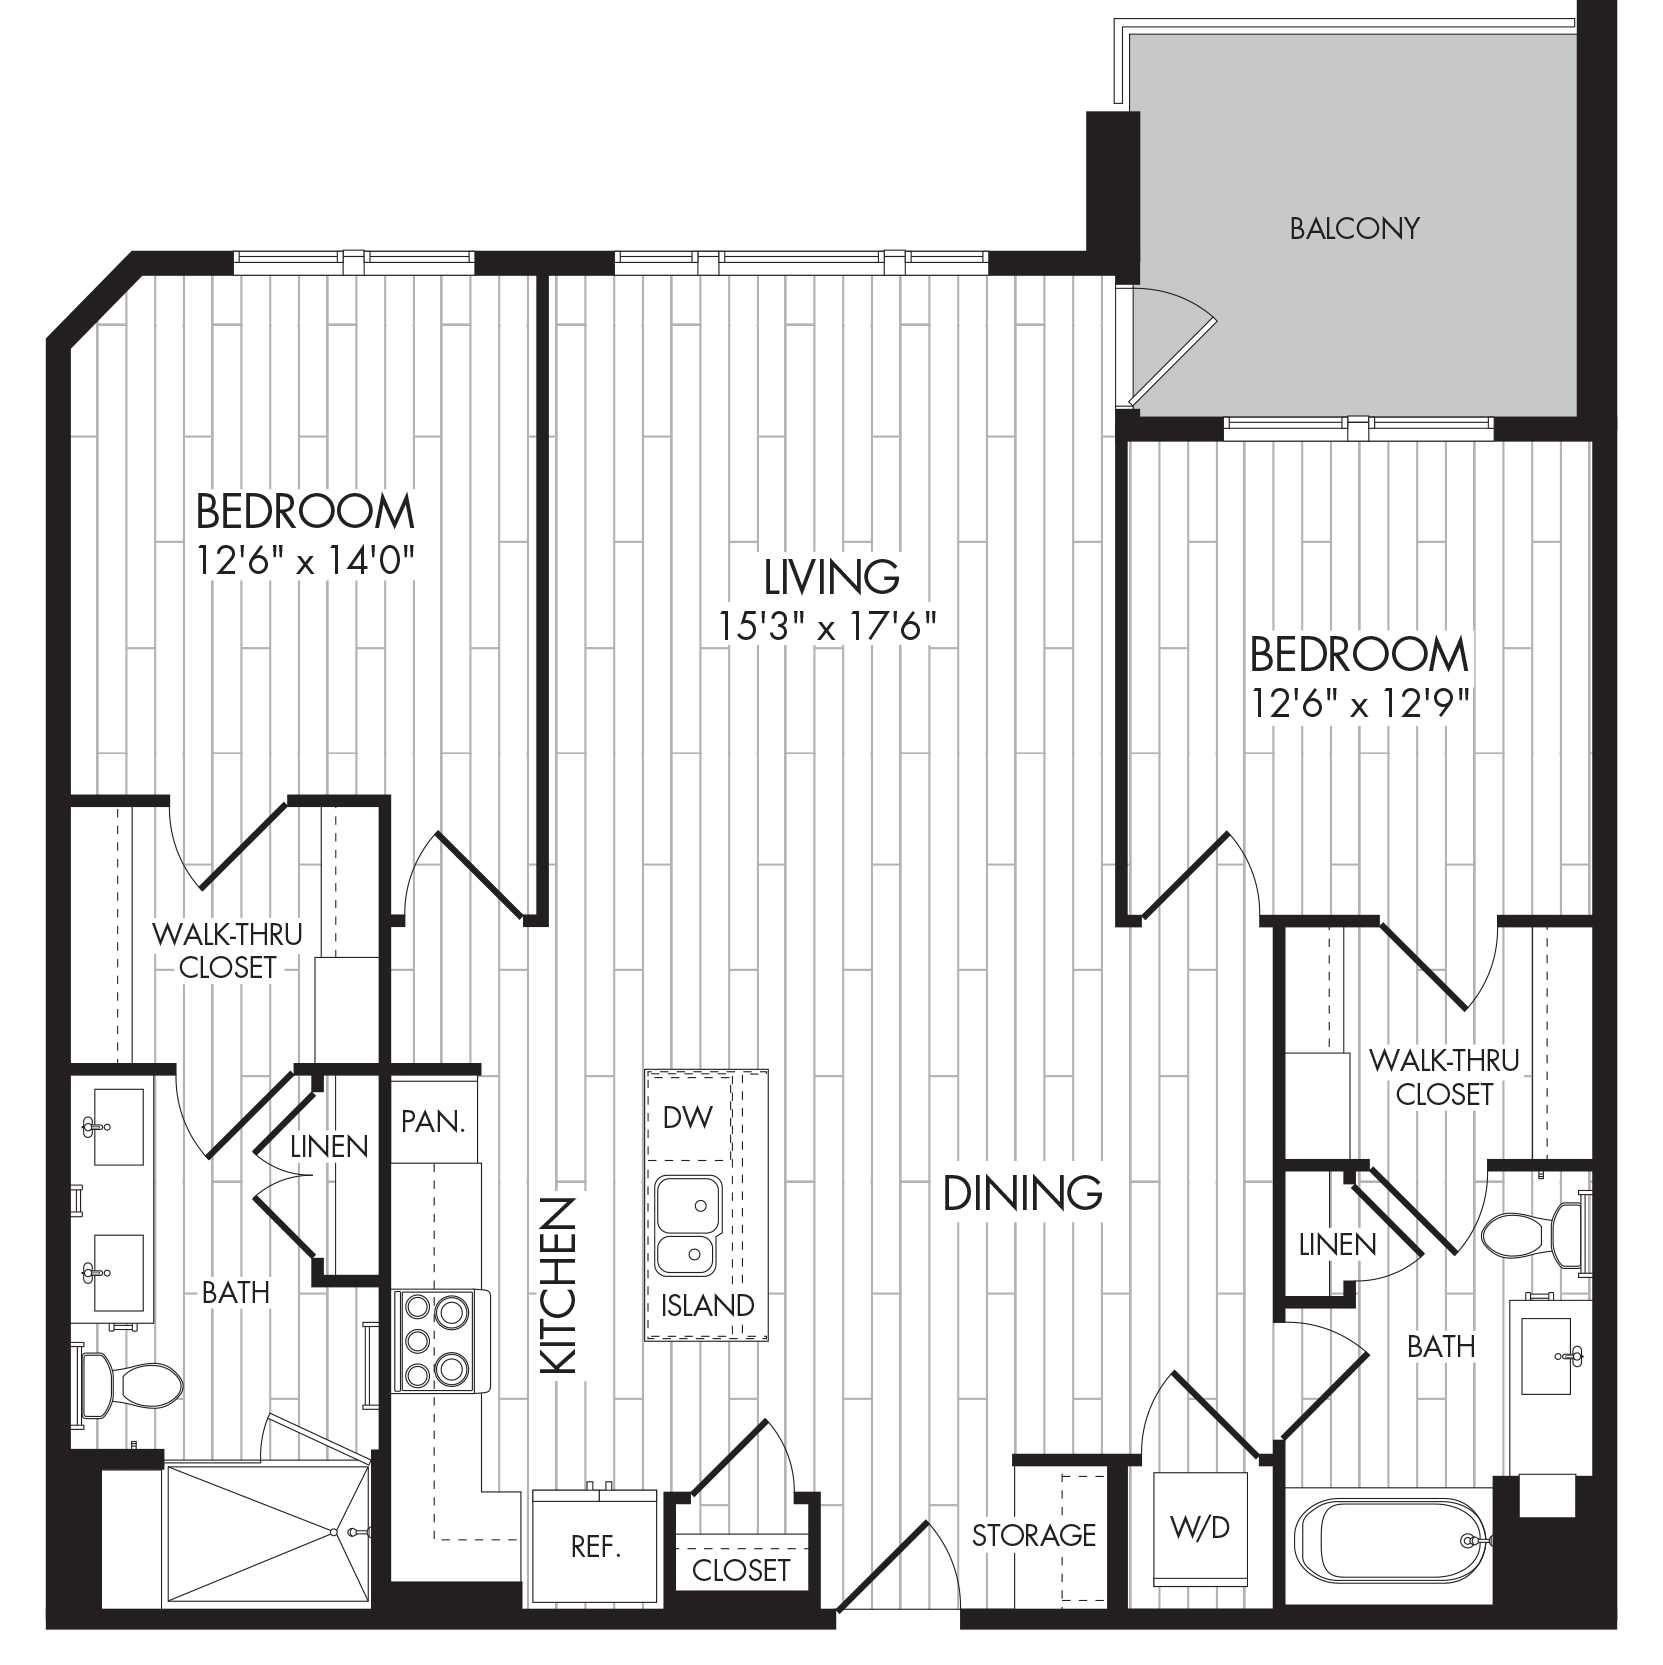 BALCONY
BEDROOM
12'6" x 14'0"
LIVING
15'3" x 17'6"
BEDROOM
12'6" x 12'9"
WALK-THRU
CLOSET
WALK-THRU
CLOSET
PAN.
DW
LINEN
DINING
KITCHEN
LINEN
BATH
ISLAND
BATH
REF.
CLOSET
STORAGE
W/D